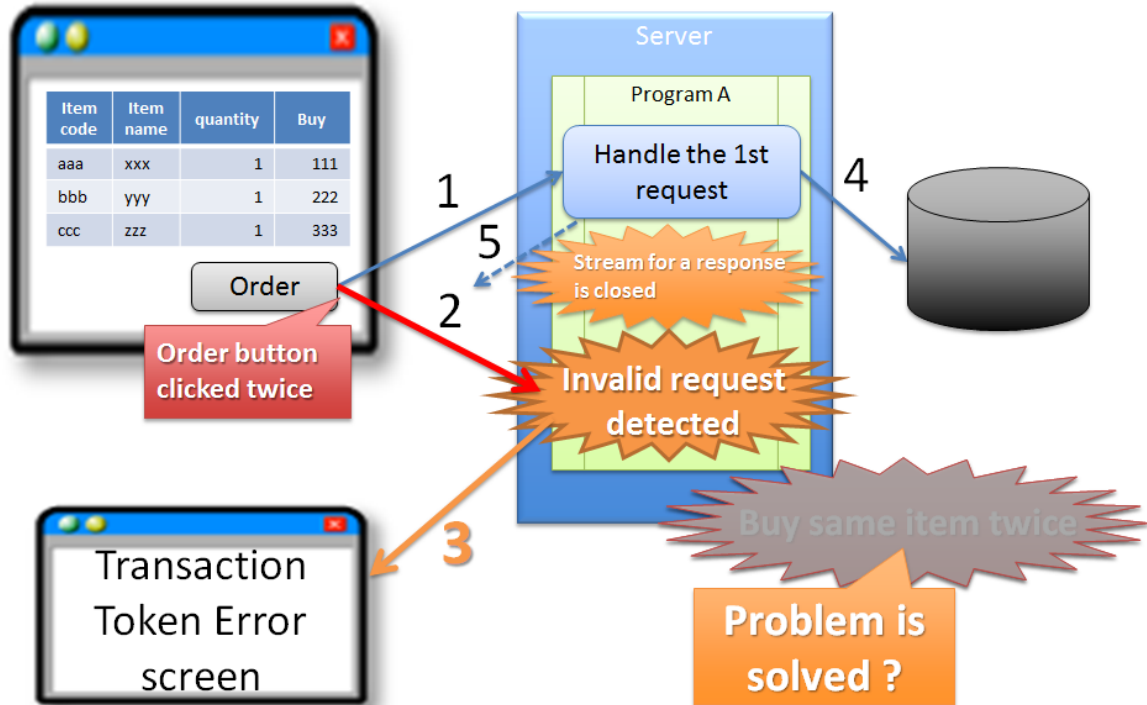 Server
Program A
Item code Item name quantity Buy
aaa xxx 1 111
bbb yyy 1 222
ccc zzz 1 333
Order
Order button
clicked twice
1
Handle the 1st
request
4
5
Stream for a response
is closed
2
Invalid request
detected
3
Transaction
Token Error
screen
Buy same item twice
Problem is
solved ?